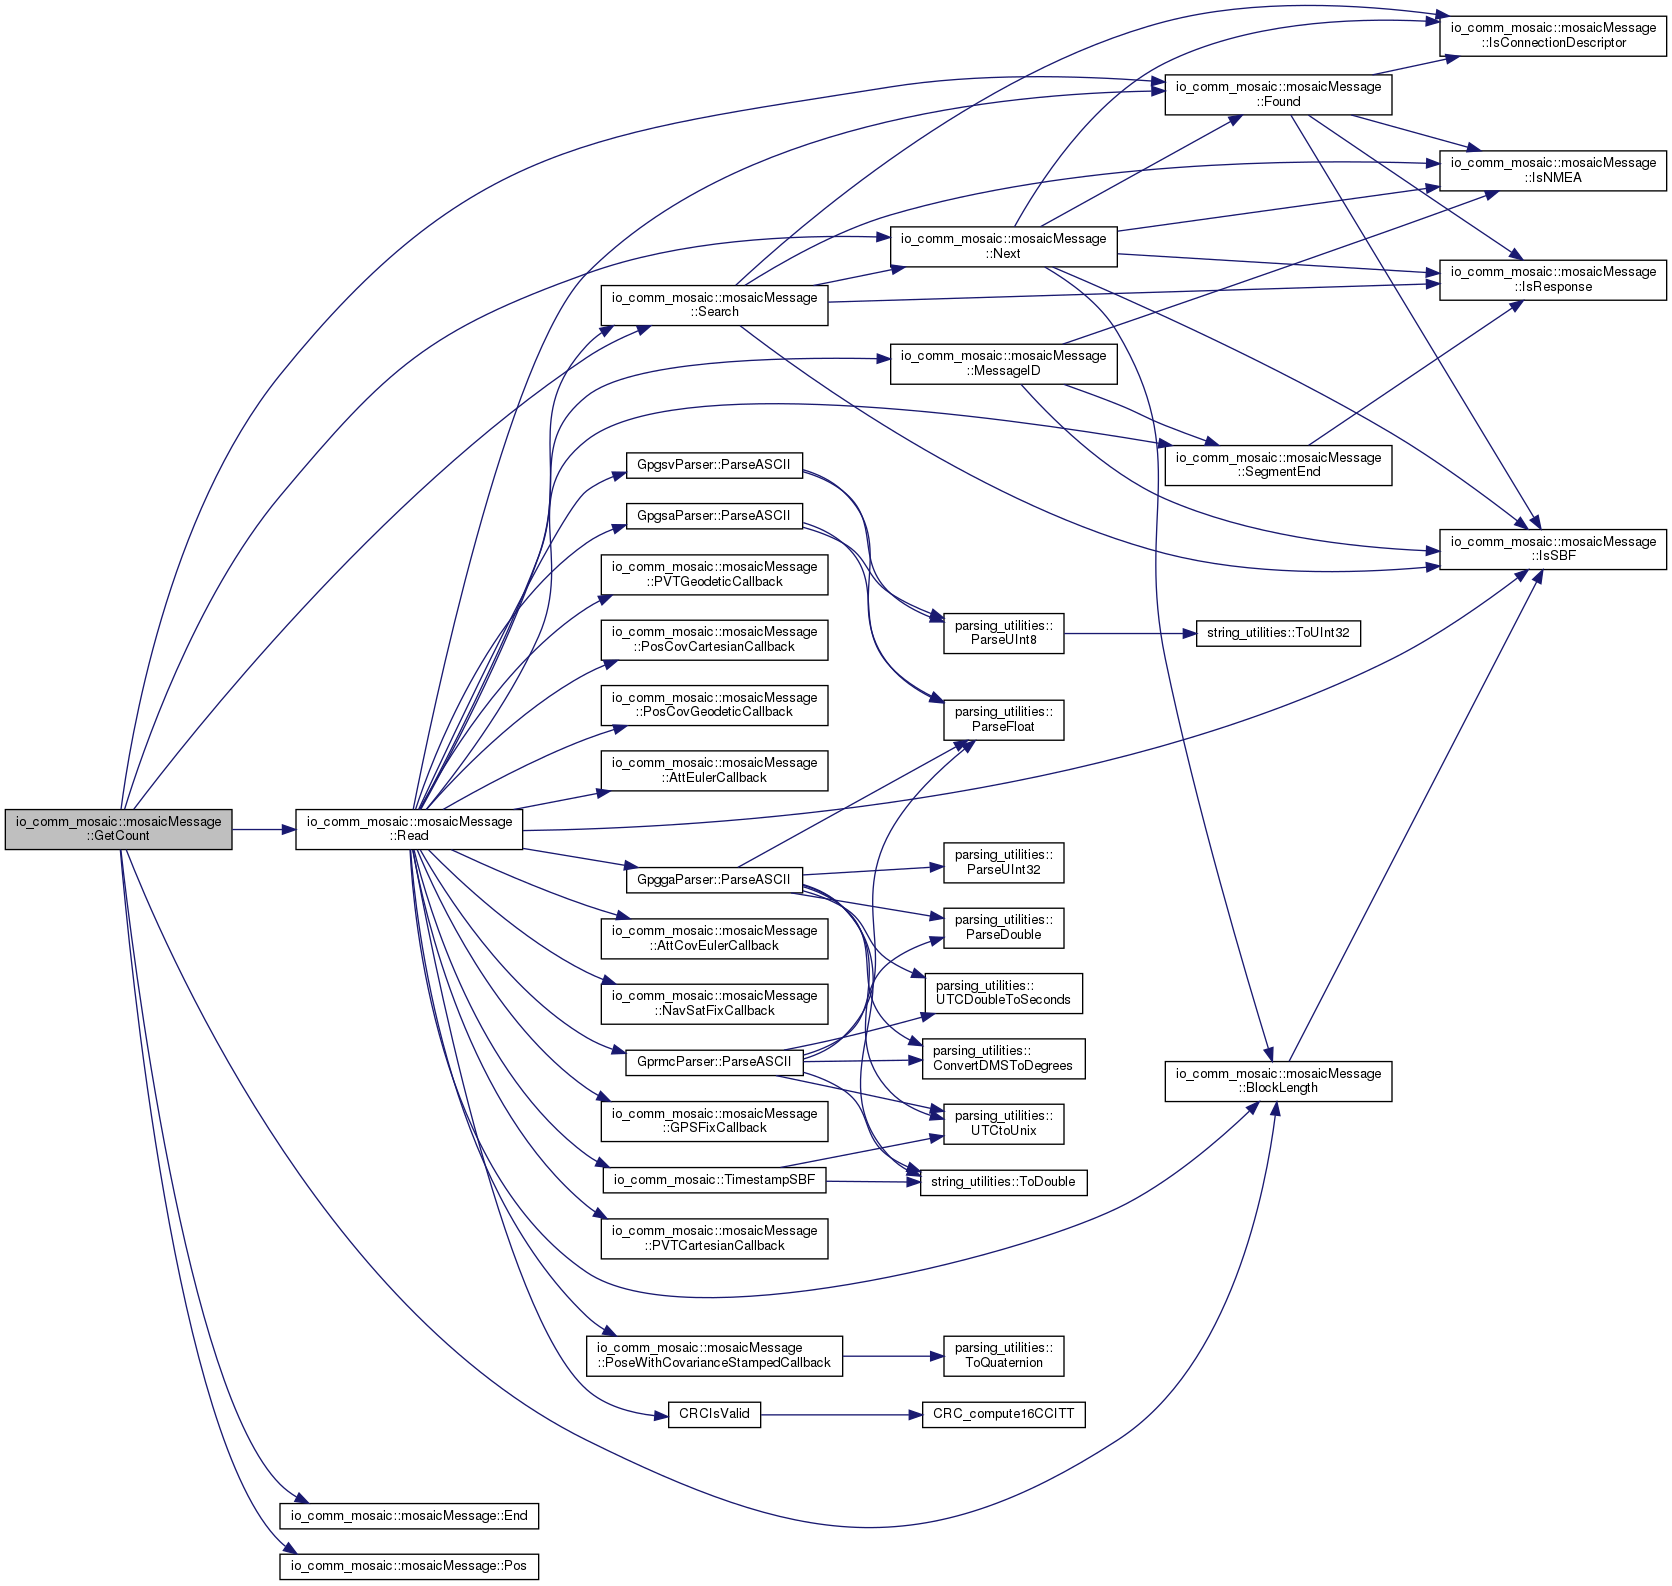 io_comm_mosaic::mosaicMessage
::GetCount
io_comm_mosaic::mosaicMessage
::Read
io_comm_mosaic::mosaicMessage::End
io_comm_mosaic::mosaicMessage::Pos
io_comm_mosaic::mosaicMessage
::Search
GpgsvParser::ParseASCII
GpgsaParser::ParseASCII
io_comm_mosaic::mosaicMessage
::PVTGeodeticCallback
io_comm_mosaic::mosaicMessage
::PosCovCartesianCallback
io_comm_mosaic::mosaicMessage
::PosCovGeodeticCallback
io_comm_mosaic::mosaicMessage
::AttEulerCallback
GpggaParser::ParseASCII
io_comm_mosaic::mosaicMessage
::AttCovEulerCallback
io_comm_mosaic::mosaicMessage
::NavSatFixCallback
GprmcParser::ParseASCII
io_comm_mosaic::mosaicMessage
::GPSFixCallback
io_comm_mosaic::TimestampSBF
io_comm_mosaic::mosaicMessage
::PVTCartesianCallback
io_comm_mosaic::mosaicMessage
::PoseWithCovarianceStampedCallback
CRCIsValid
io_comm_mosaic::mosaicMessage
::Next
io_comm_mosaic::mosaicMessage
::MessageID
parsing_utilities::
ParseUInt8
parsing_utilities::
ParseFloat
parsing_utilities::
ParseUInt32
parsing_utilities::
ParseDouble
parsing_utilities::
UTCDoubleToSeconds
parsing_utilities::
ConvertDMSToDegrees
parsing_utilities::
UTCtoUnix
string_utilities::ToDouble
parsing_utilities::
ToQuaternion
CRC_compute16CCITT
io_comm_mosaic::mosaicMessage
::Found
io_comm_mosaic::mosaicMessage
::SegmentEnd
string_utilities::ToUInt32
io_comm_mosaic::mosaicMessage
::BlockLength
io_comm_mosaic::mosaicMessage
::IsConnectionDescriptor
io_comm_mosaic::mosaicMessage
::IsNMEA
io_comm_mosaic::mosaicMessage
::IsResponse
io_comm_mosaic::mosaicMessage
::IsSBF